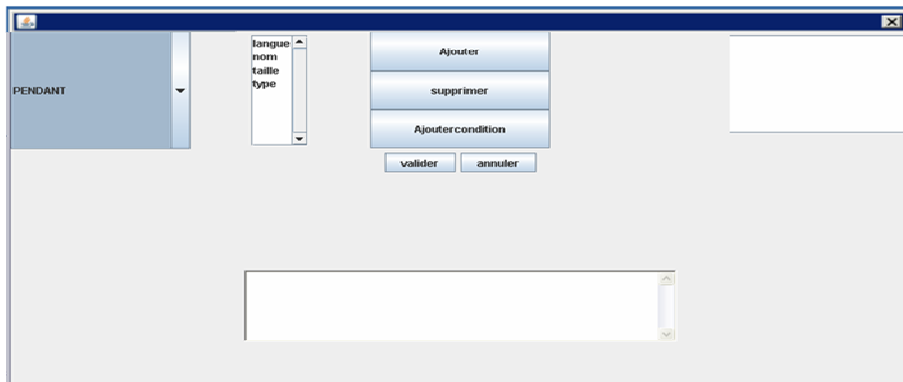 PENDANT
langue
nom
taille
type
Ajouter
supprimer
Ajouter condition
valider
annuler